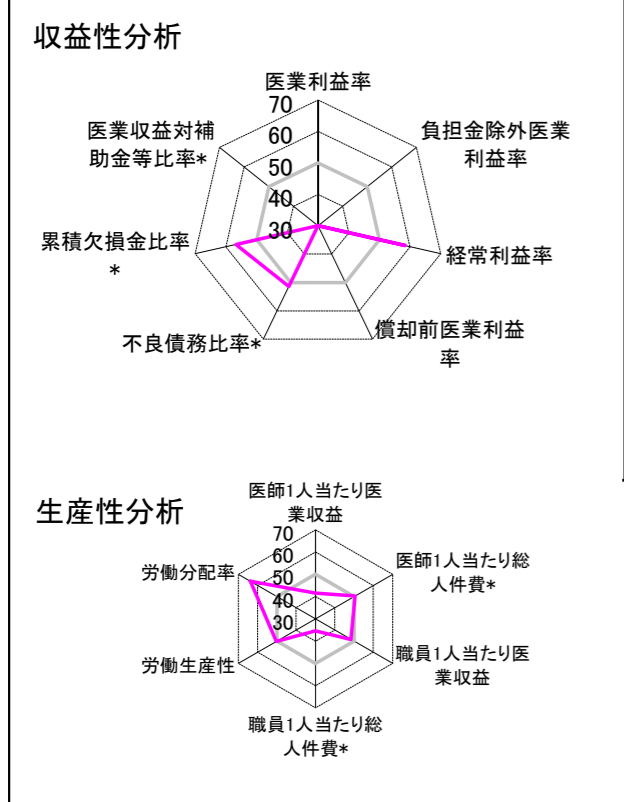 収益性分析
医業利益率
70
60
50
40
30
負担金除外医業
利益率
経常利益率
償却前医業利益
率
不良債務比率*
累積欠損金比率
*
医業収益対補
助金等比率*
生産性分析
医師1人当たり医
業収益
70
60
50
40
30
医師1人当たり総
人件費*
職員1人当たり医
業収益
職員1人当たり総
人件費*
労働生産性
労働分配率